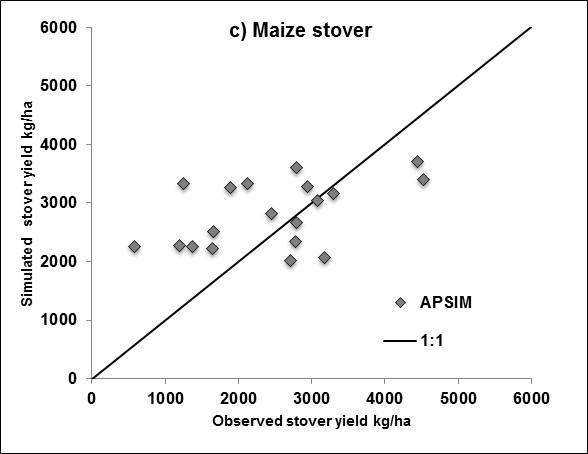 c) Maize stover
6000
5000
4000
3000
2000
1000
0
Simulated stover yield kg/ha
APSIM
1:1
0 1000 2000 3000 4000 5000 6000
Observed stover yield kg/ha